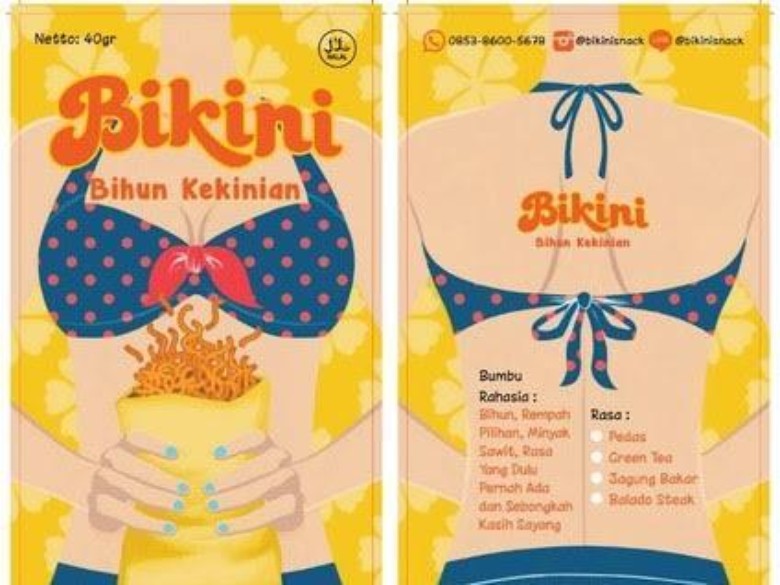 Netto: 40gr
HALAL
Bikini
Bihun Kekinian
0853-8600-5678 @bikinisnack @bikinisnack
Bikini
Bihun Kekinian
Bumbu
Rahasia :
Bihun, Rempah
Pilihan, Minyak
Sawit, Rasa
Yang Dulu
Pernah Ada
dan Sebongkah
Kasih Sayang
Rasa :
Pedas
Green Tea
Jagung Bakar
Balado Steak